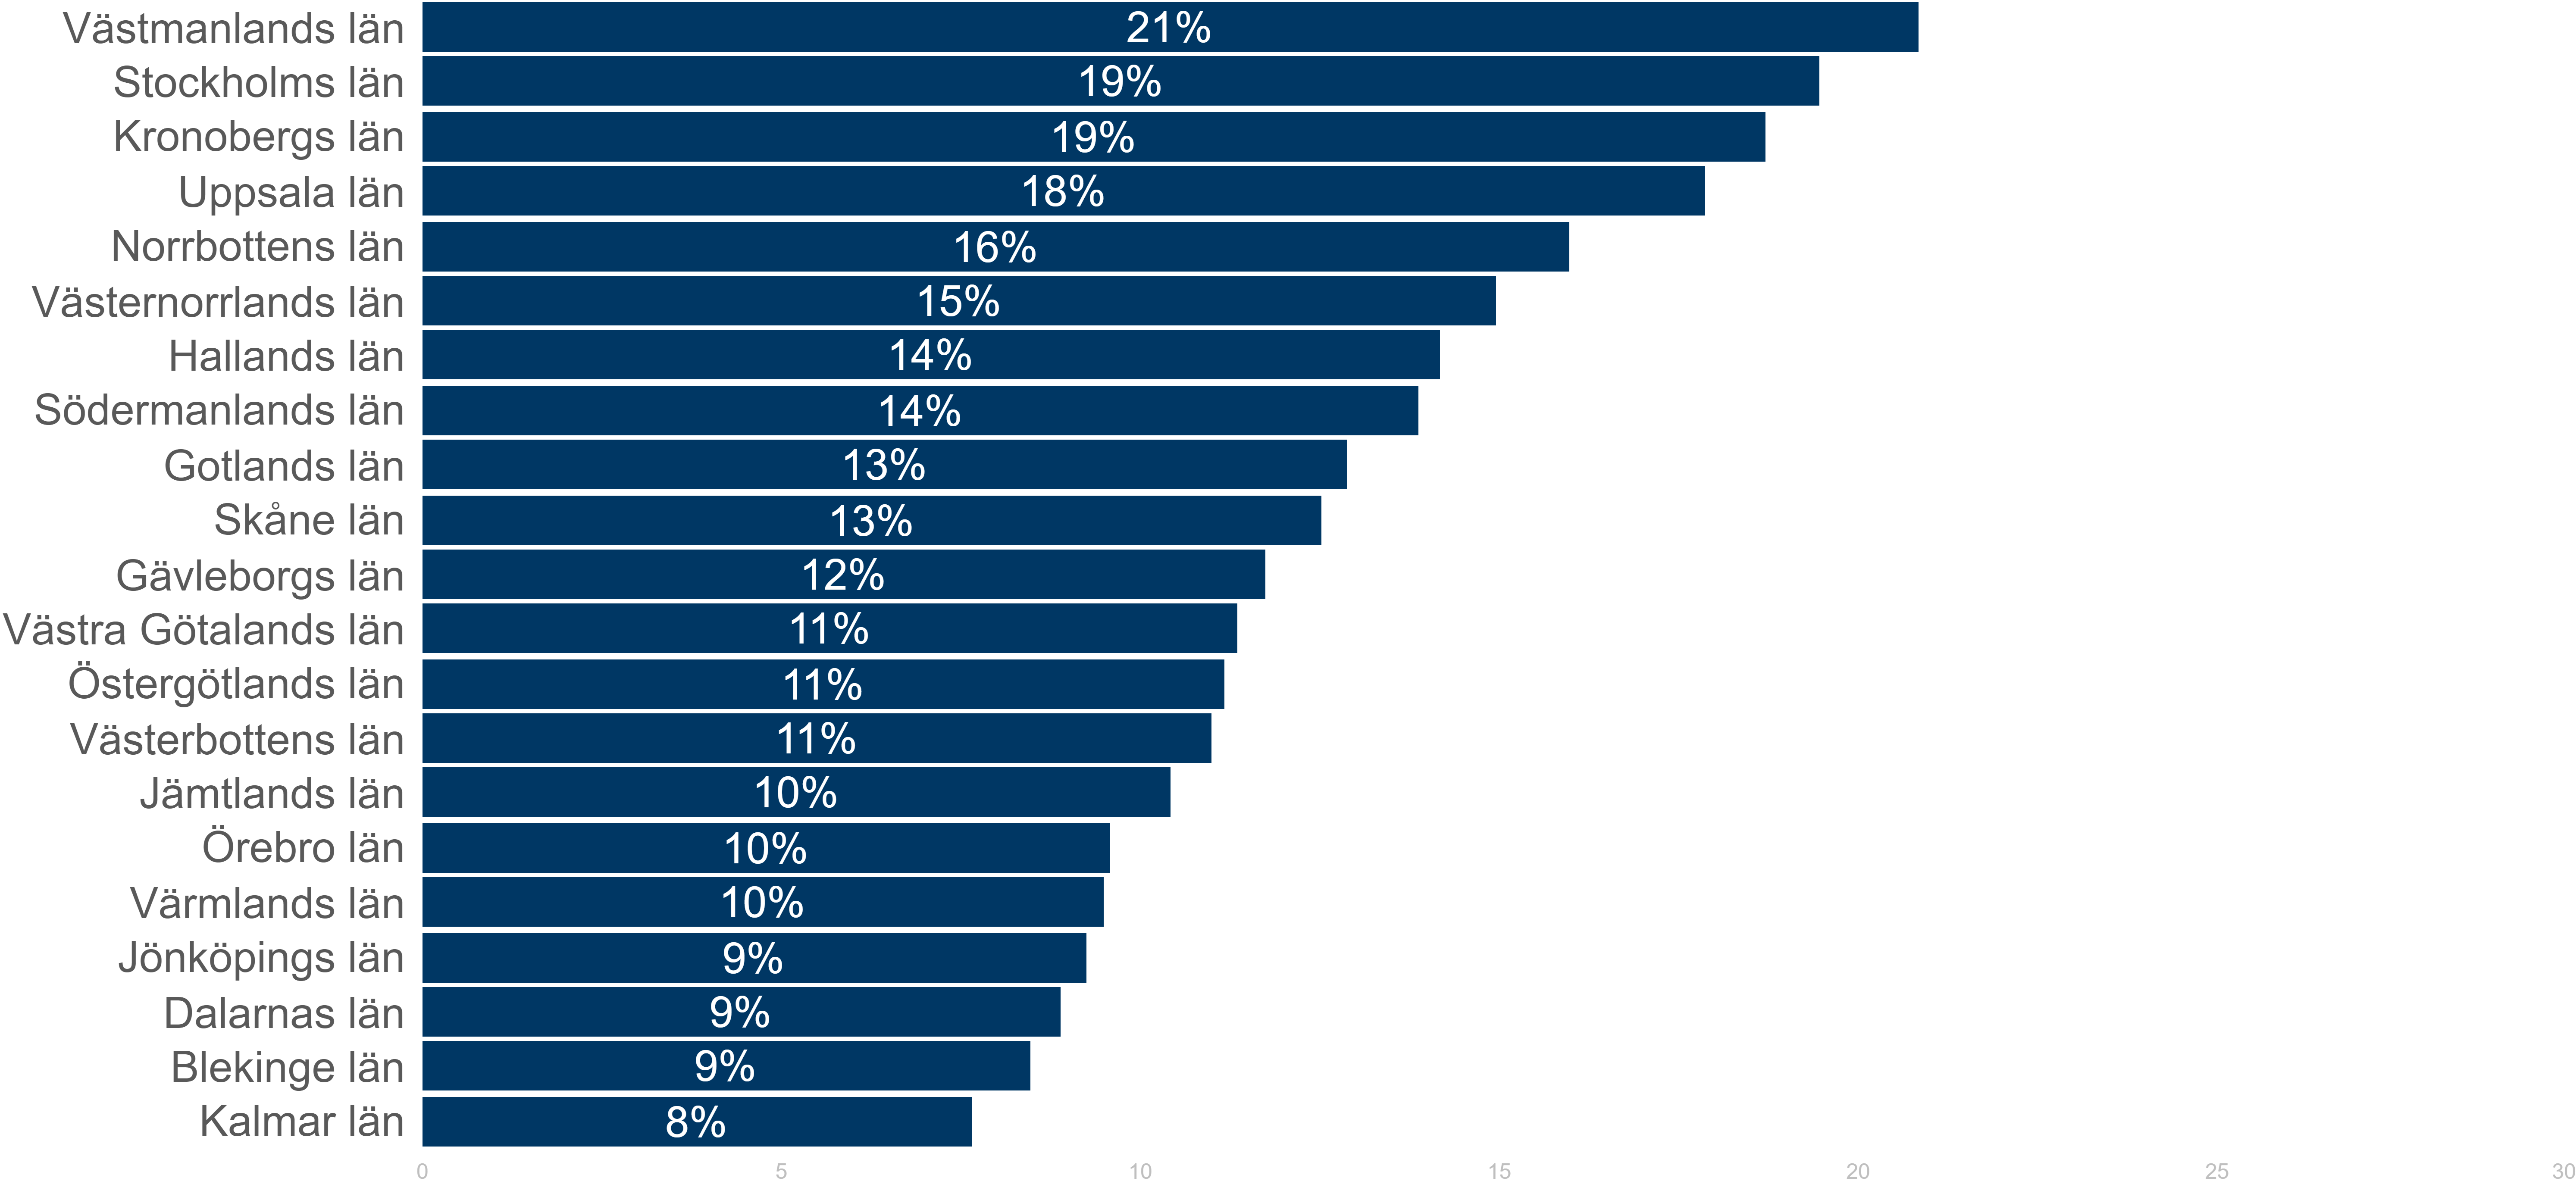 Västmanlands län 21%
Stockholms län 19%
Kronobergs län 19%
Uppsala län 18%
Norrbottens län 16%
Västernorrlands län 15%
Hallands län 14%
Södermanlands län 14%
Gotlands län 13%
Skåne län 13%
Gävleborgs län 12%
Västra Götalands län 11%
Östergötlands län 11%
Västerbottens län 11%
Jämtlands län 10%
Örebro län 10%
Värmlands län 10%
Jönköpings län 9%
Dalarnas län 9%
Blekinge län 9%
Kalmar län 8%
0 5 10 15 20 25 30